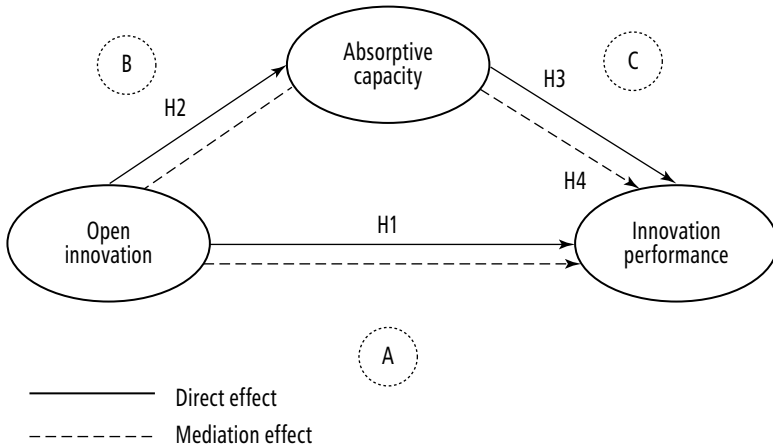 B
Absorptive
capacity
C
H2
H3
H4
Open
innovation
H1
Innovation
performance
A
Direct effect
Mediation effect